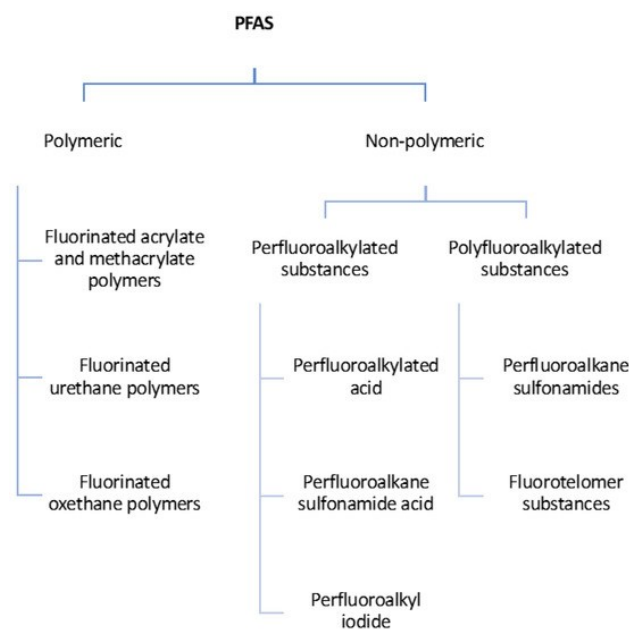 PFAS
Polymeric
Non-polymeric
Fluorinated acrylate
and methacrylate
polymers
Perfluoroalkylated
substances
Polyfluoroalkylated
substances
Fluorinated
urethane polymers
Perfluoroalkylated
acid
Perfluoroalkane
sulfonamides
Fluorinated
oxethane polymers
Perfluoroalkane
sulfonamide acid
Fluorotelomer
substances
Perfluoroalkyl
iodide